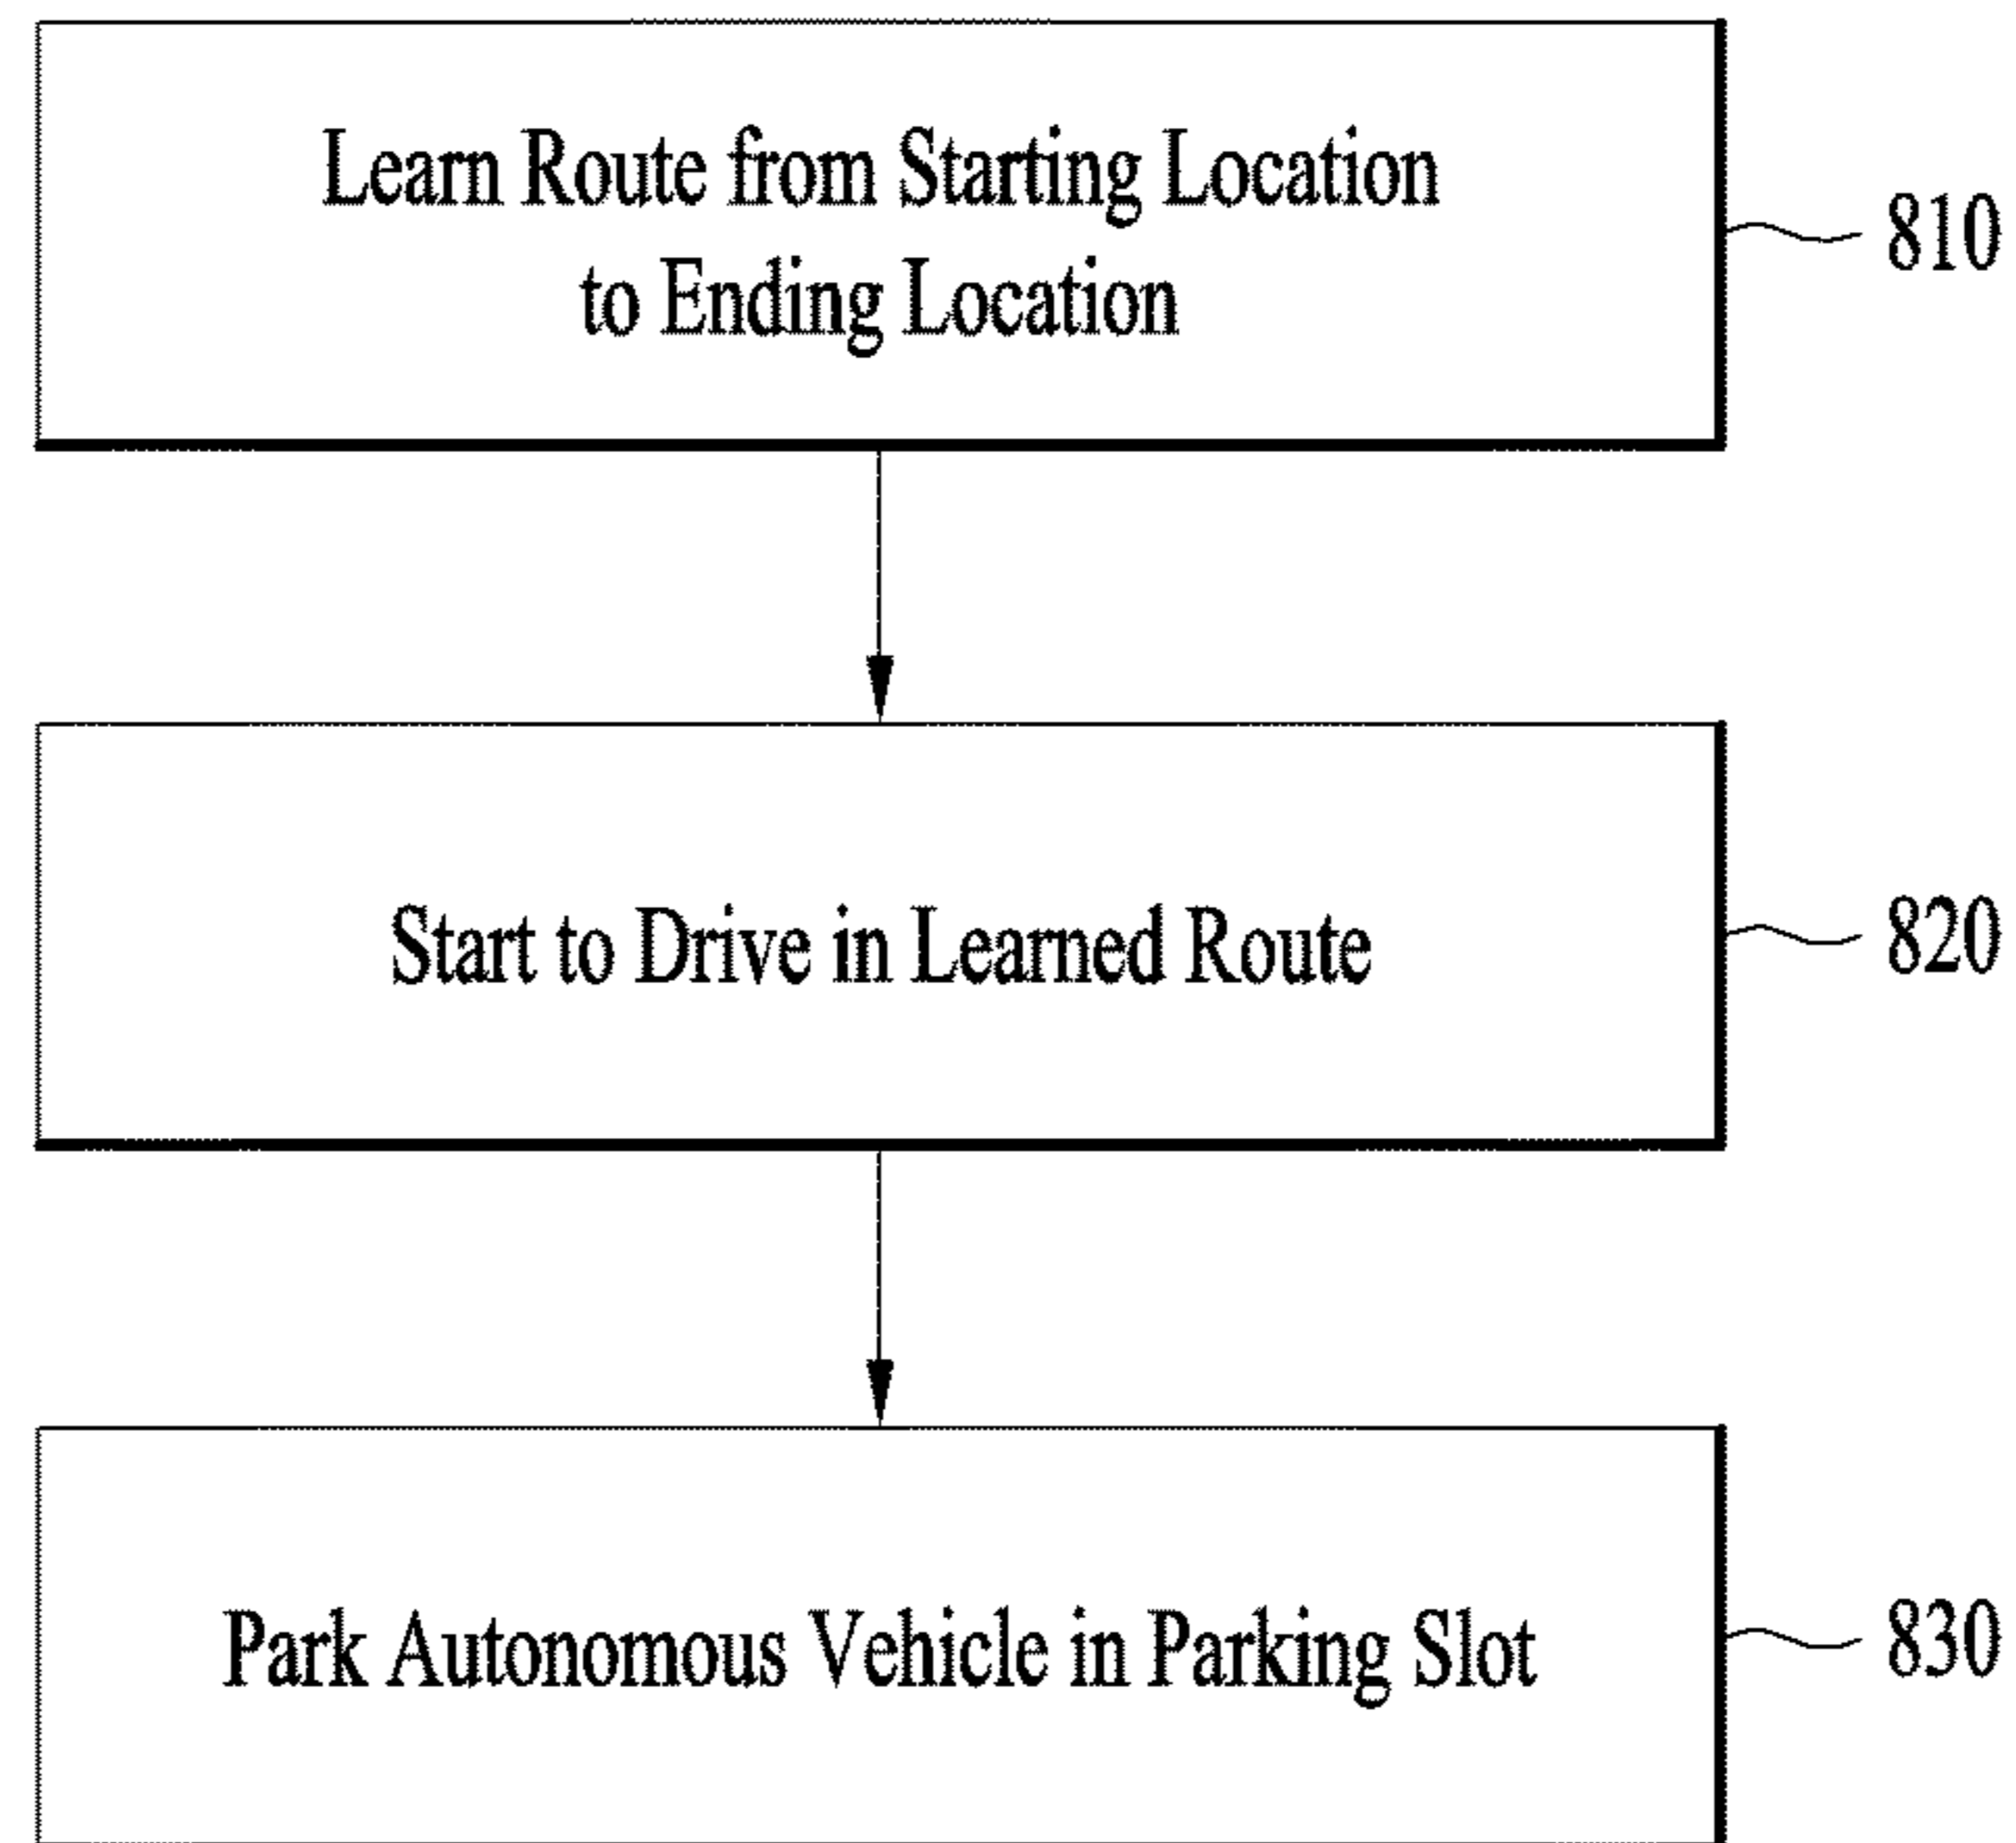 Learn Route from Starting Location
to Ending Location
810
Start to Drive in Learned Route
820
Park Autonomous Vehicle in Parking Slot
830